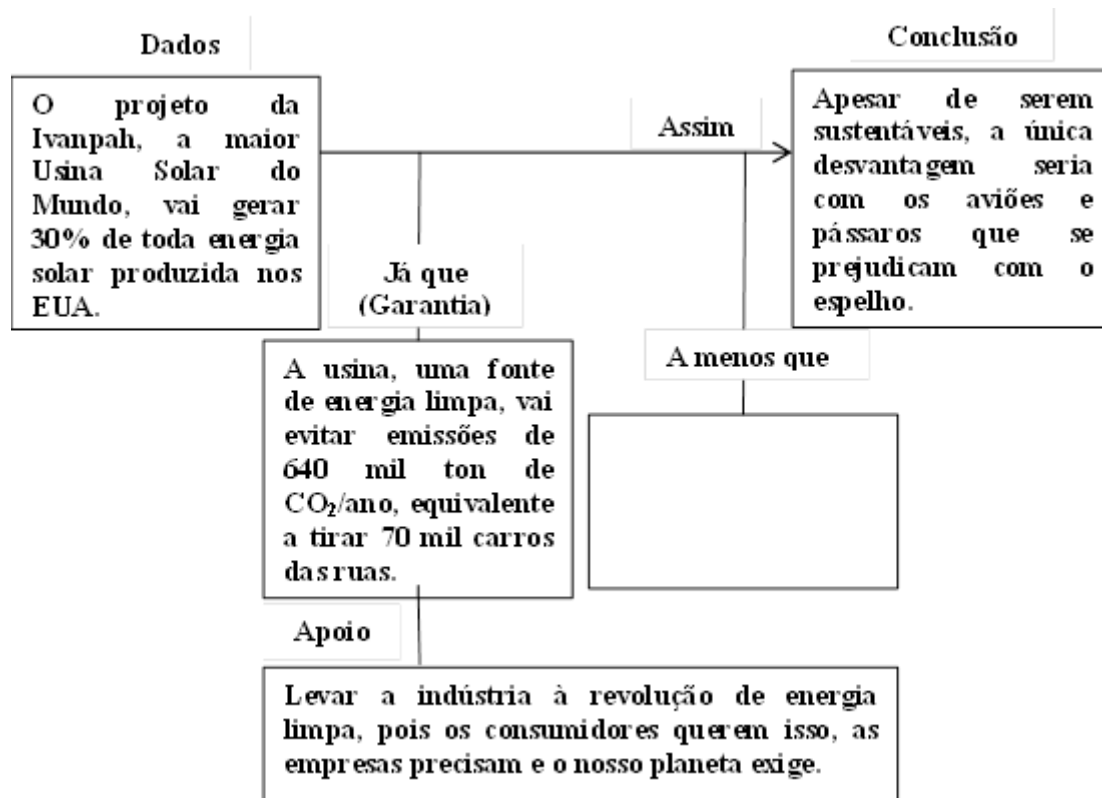 Dados
Conclusão
O projeto da
Ivanpah, a maior
Usina Solar do
Mundo, vai gerar
30% de toda energia
solar produzida nos
EUA.
Assim
Apesar de serem
sustentáveis, a única
desvantagem seria
com os aviões e
pássaros que se
prejudicam com o
espelho.
Já que
(Garantia)
A menos que
A usina, uma fonte
de energia limpa, vai
evitar emissões de
640 mil ton de
CO₂/ano, equivalente
a tirar 70 mil carros
das ruas.
Apoio
Levar a indústria à revolução de energia
limpa, pois os consumidores querem isso, as
empresas precisam e o nosso planeta exige.